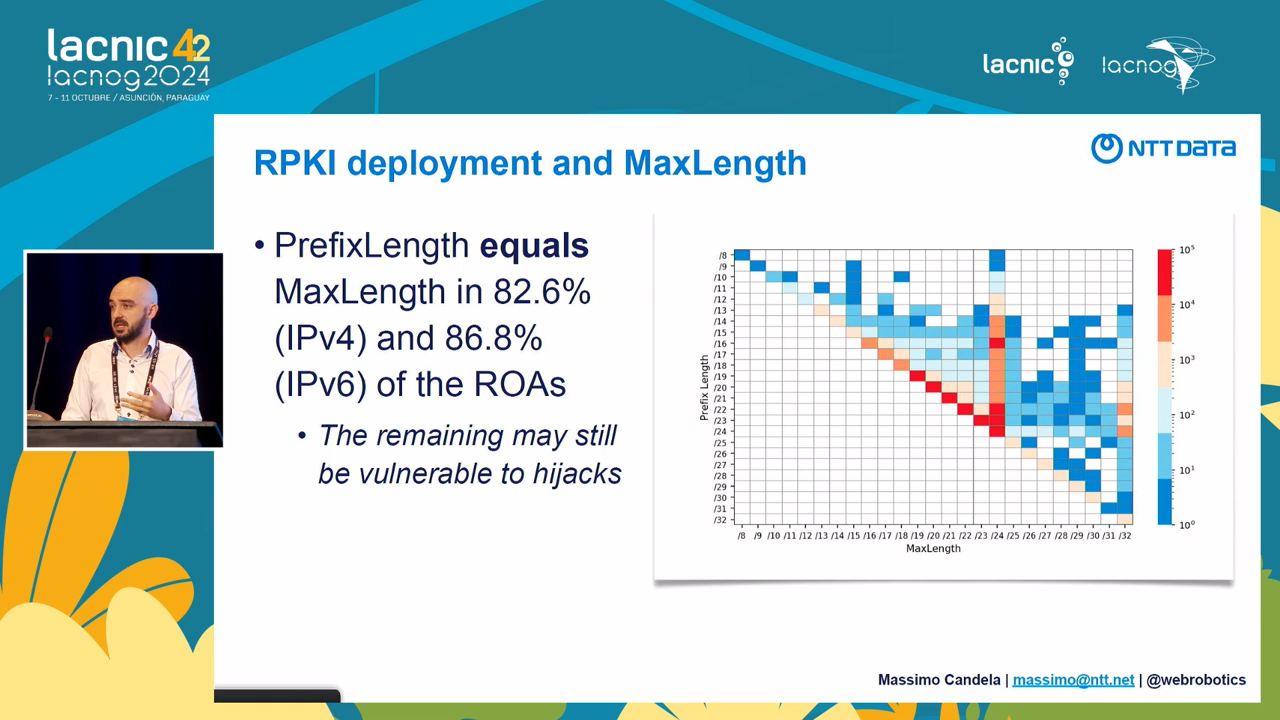 lacnic 42
lacnog2024
7 - 11 OCTUBRE / ASUNCIÓN, PARAGUAY
lacnic
lacnog
RPKI deployment and MaxLength
NTT DATA
• PrefixLength equals
MaxLength in 82.6%
(IPv4) and 86.8%
(IPv6) of the ROAs
• The remaining may still
be vulnerable to hijacks
Prefix Length
/8
/9
/10
/11
/12
/13
/14
/15
/16
/17
/18
/19
/20
/21
/22
/23
/24
/25
/26
/27
/28
/29
/30
/31
/32
/8 /9 /10 /11 /12 /13 /14 /15 /16 /17 /18 /19 /20 /21 /22 /23 /24 /25 /26 /27 /28 /29 /30 /31 /32
MaxLength
10⁵
10⁴
10³
10²
10¹
10⁰
Massimo Candela | massimo@ntt.net | @webrobotics